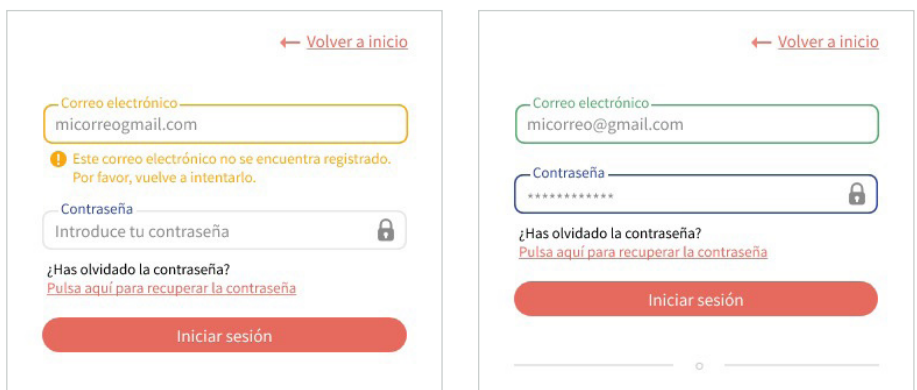 ← Volver a inicio
Correo electrónico
micorreogmail.com
Este correo electrónico no se encuentra registrado.
Por favor, vuelve a intentarlo.
Contraseña
Introduce tu contraseña
¿Has olvidado la contraseña?
Pulsa aquí para recuperar la contraseña
Iniciar sesión
← Volver a inicio
Correo electrónico
micorreo@gmail.com
Contraseña
************
¿Has olvidado la contraseña?
Pulsa aquí para recuperar la contraseña
Iniciar sesión
o